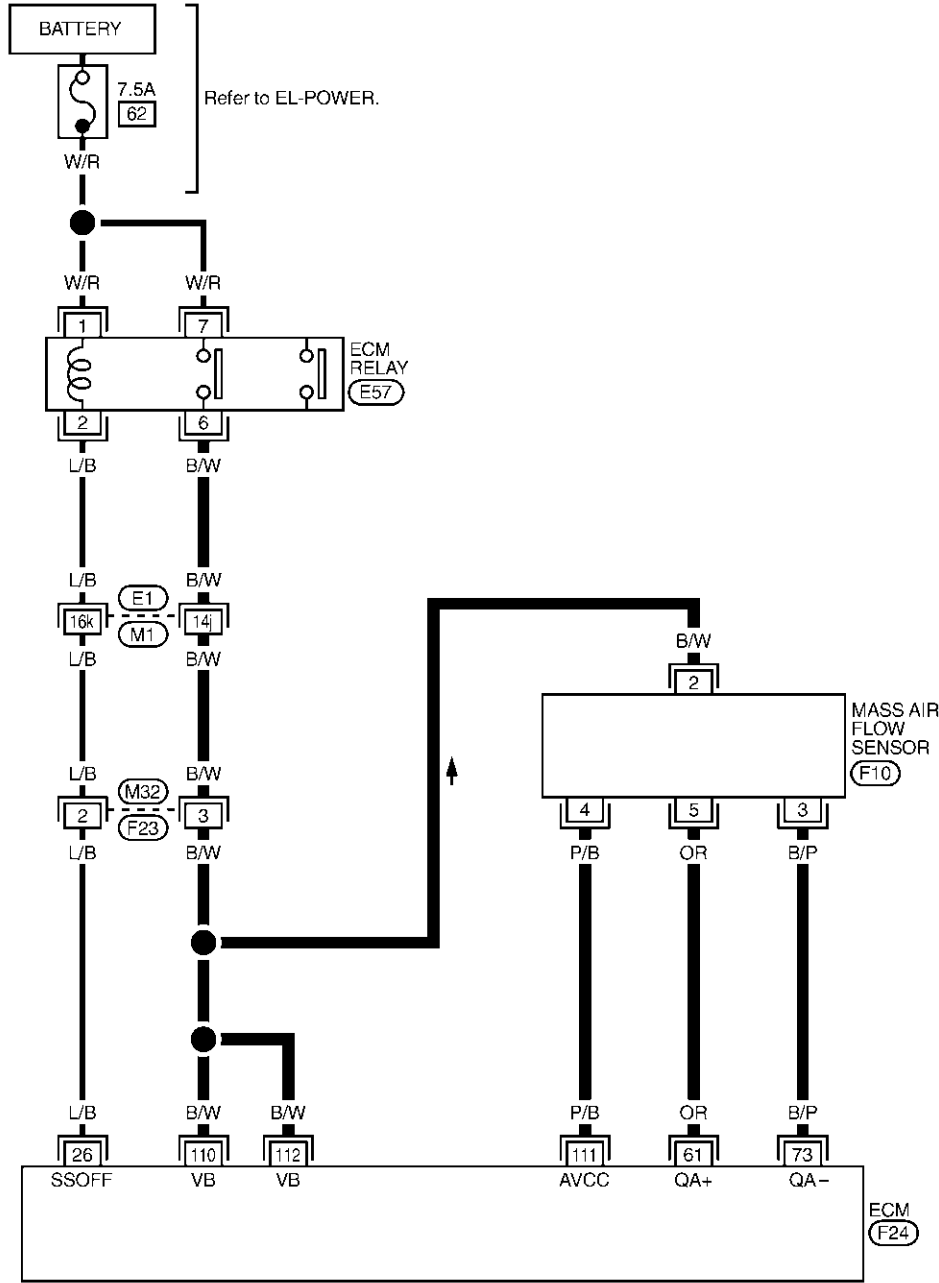 BATTERY
7.5A
62
Refer to EL-POWER.
W/R
W/R
W/R
1
7
ECM
RELAY
E57
2
6
L/B
B/W
L/B
B/W
E1
16k
14j
M1
L/B
B/W
B/W
2
MASS AIR
FLOW
SENSOR
F10
L/B
B/W
M32
2
3
F23
L/B
B/W
4
5
3
P/B
OR
B/P
L/B
B/W
B/W
P/B
OR
B/P
26
110
112
111
61
73
SSOFF
VB
VB
AVCC
QA+
QA-
ECM
F24